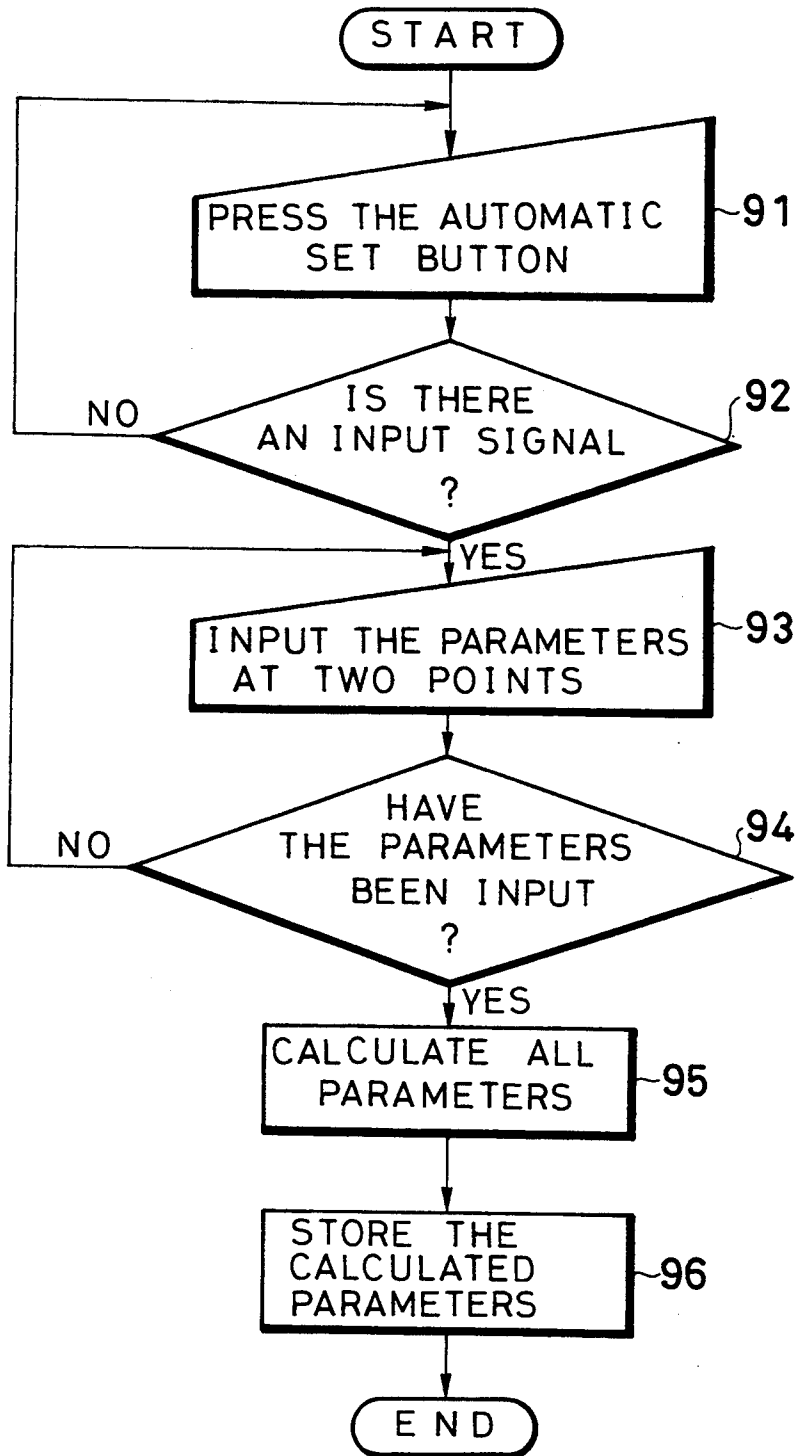 START
PRESS THE AUTOMATIC
SET BUTTON
91
IS THERE
AN INPUT SIGNAL
?
92
NO
YES
INPUT THE PARAMETERS
AT TWO POINTS
93
HAVE
THE PARAMETERS
BEEN INPUT
?
94
NO
YES
CALCULATE ALL
PARAMETERS
95
STORE THE
CALCULATED
PARAMETERS
96
END